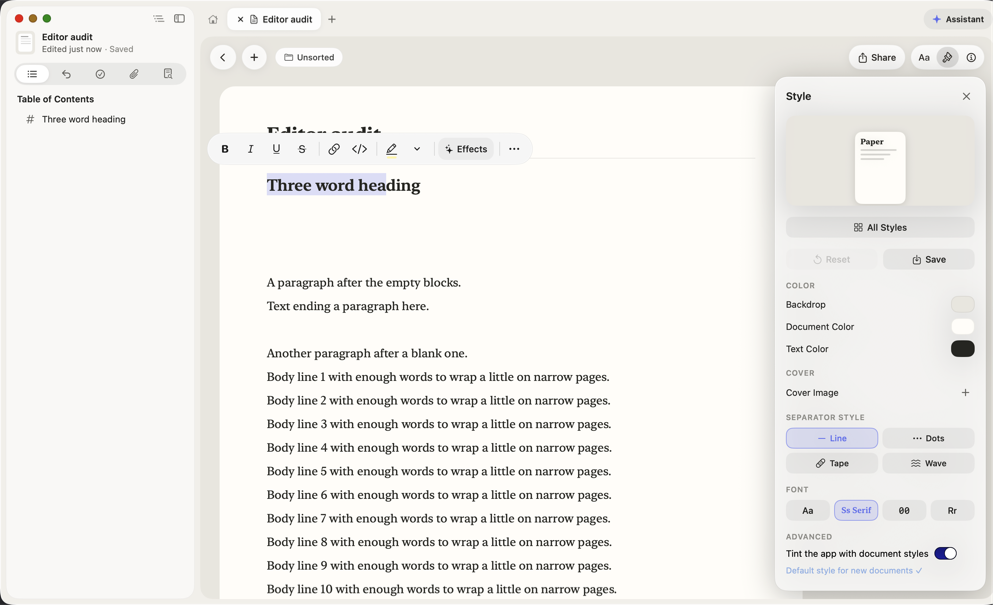 Editor audit
Edited just now · Saved
Table of Contents
# Three word heading
Editor audit
Assistant
Unsorted
Share
Aa
Editor audit
B I U S </> Effects
Three word heading
A paragraph after the empty blocks.
Text ending a paragraph here.
Another paragraph after a blank one.
Body line 1 with enough words to wrap a little on narrow pages.
Body line 2 with enough words to wrap a little on narrow pages.
Body line 3 with enough words to wrap a little on narrow pages.
Body line 4 with enough words to wrap a little on narrow pages.
Body line 5 with enough words to wrap a little on narrow pages.
Body line 6 with enough words to wrap a little on narrow pages.
Body line 7 with enough words to wrap a little on narrow pages.
Body line 8 with enough words to wrap a little on narrow pages.
Body line 9 with enough words to wrap a little on narrow pages.
Body line 10 with enough words to wrap a little on narrow pages.
Style
Paper
All Styles
Reset
Save
COLOR
Backdrop
Document Color
Text Color
COVER
Cover Image
SEPARATOR STYLE
Line
Dots
Tape
Wave
FONT
Aa
Ss Serif
00
Rr
ADVANCED
Tint the app with document styles
Default style for new documents ✓